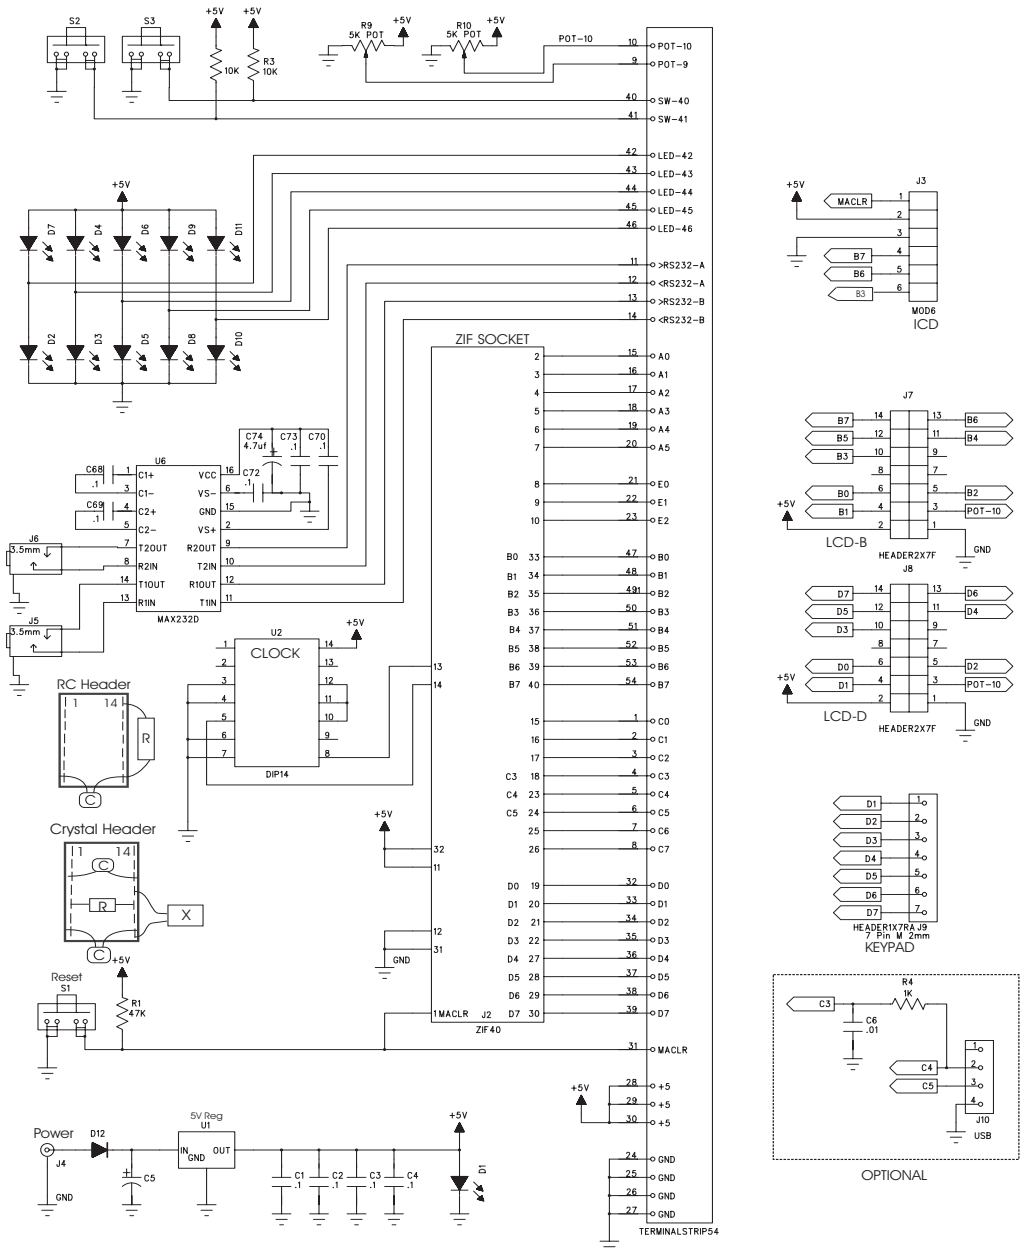 S2
S3
+5V
+5V
10K
R3
10K
R9
5K POT
+5V
R10
5K POT
+5V
POT-10
10 POT-10
9 POT-9
40 SW-40
41 SW-41
42 LED-42
43 LED-43
44 LED-44
45 LED-45
46 LED-46
11 >RS232-A
12 <RS232-A
13 >RS232-B
14 <RS232-B
+5V
D7
D4
D6
D9
D11
D2
D3
D5
D8
D10
ZIF SOCKET
2 15 A0
3 16 A1
4 17 A2
5 18 A3
6 19 A4
7 20 A5
8 21 E0
9 22 E1
10 23 E2
B0 33 47 B0
B1 34 48 B1
B2 35 49 31 B2
B3 36 50 B3
B4 37 51 B4
B5 38 52 B5
B6 39 53 B6
B7 40 54 B7
15 1 C0
16 2 C1
17 3 C2
C3 18 4 C3
C4 23 5 C4
C5 24 6 C5
25 7 C6
26 8 C7
D0 19 32 D0
D1 20 33 D1
D2 21 34 D2
D3 22 35 D3
D4 27 36 D4
D5 28 37 D5
D6 29 38 D6
J2 D7 30 39 D7
13
14
+5V
32
11
12
31
GND
1 MACLR
ZIF40
31 MACLR
+5V
28 +5
29 +5
30 +5
24 GND
25 GND
26 GND
27 GND
TERMINALSTRIP54
C74
4.7uf
+
C73
.1
C70
.1
C72
.1
C68
.1
C69
.1
U6
1 C1+ VCC 16
3 C1- VS- 6
4 C2+ GND 15
5 C2- VS+ 2
7 T2OUT R2OUT 9
8 R2IN T2IN 10
14 T1OUT R1OUT 12
13 R1IN T1IN 11
MAX232D
J6
3.5mm
J5
3.5mm
U2
CLOCK
+5V
1 14
2 13
3 12
4 11
5 10
6 9
7 8
DIP14
RC Header
1 14
R
C
Crystal Header
1 14
C
R
X
C
+5V
Reset
S1
R1
47K
Power
J4
GND
D12
+
C5
5V Reg
U1
IN OUT
GND
C1
.1
C2
.1
C3
.1
C4
.1
+5V
D1
J3
+5V
MACLR 1
2
3
B7 4
B6 5
B3 6
MOD6
ICD
J7
B7 14 13 B6
B5 12 11 B4
B3 10 9
8 7
B0 6 5 B2
B1 4 3 POT-10
+5V
2 1
GND
LCD-B
HEADER2X7F
J8
D7 14 13 D6
D5 12 11 D4
D3 10 9
8 7
D0 6 5 D2
D1 4 3 POT-10
+5V
2 1
GND
LCD-D
HEADER2X7F
D1 1
D2 2
D3 3
D4 4
D5 5
D6 6
D7 7
HEADER1X7RA J9
7 Pin M 2mm
KEYPAD
R4
1K
C3
C6
.01
1
C4 2
C5 3
4
J10
USB
OPTIONAL